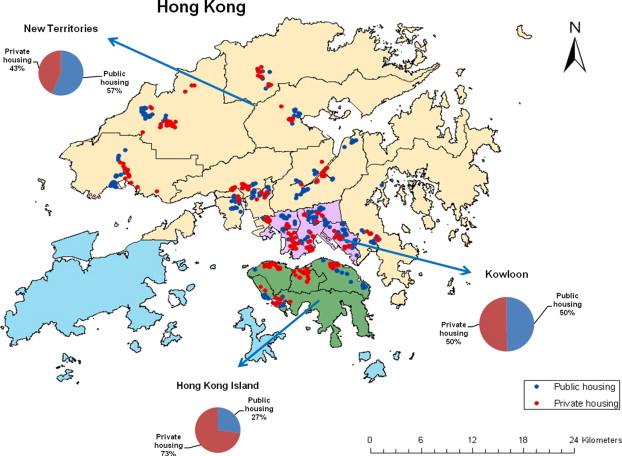 Hong Kong
New Territories
Private
housing
43%
Public
housing
57%
N
Kowloon
Public
housing
50%
Private
housing
50%
Hong Kong Island
Public
housing
27%
Private
housing
73%
Public housing
Private housing
0 6 12 18 24 Kilometers